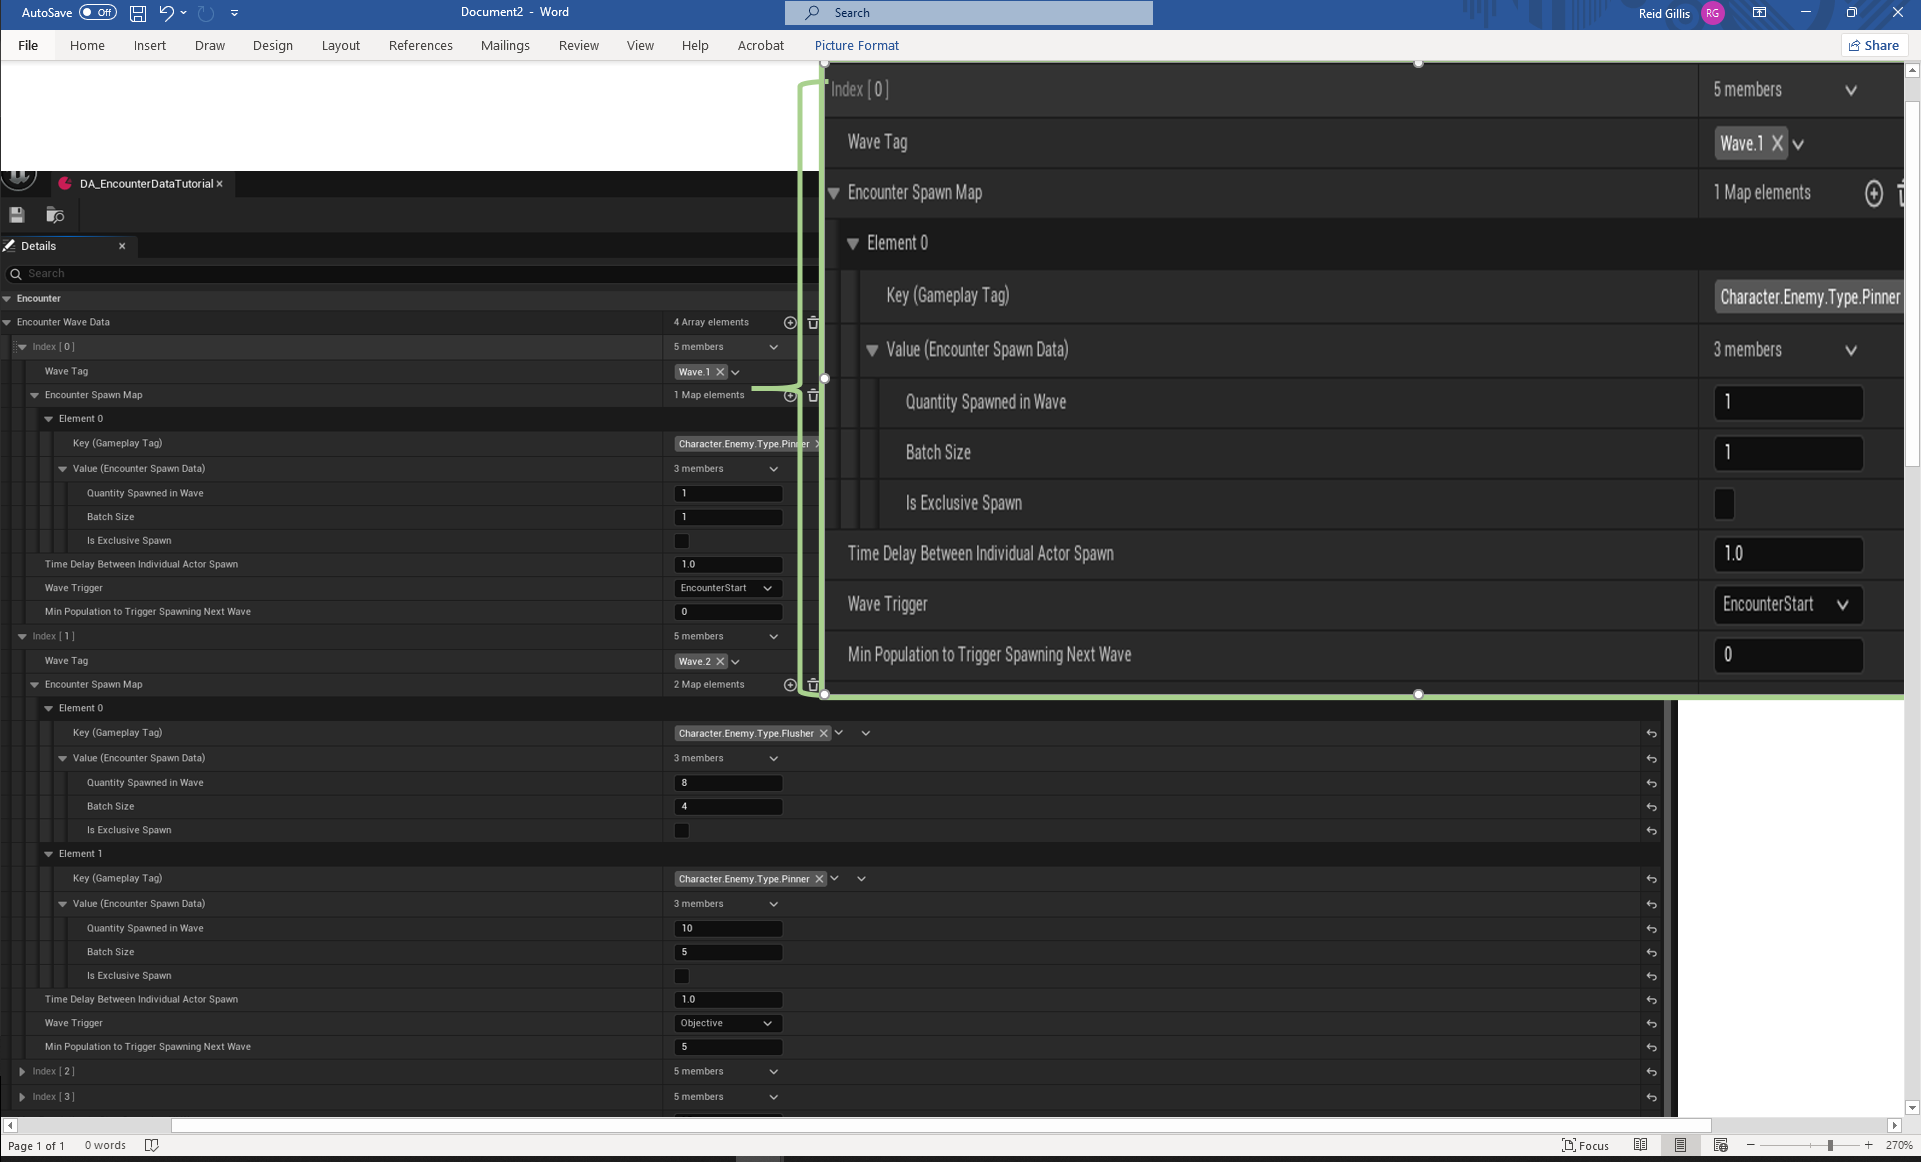 AutoSave Off Document2 - Word Search Reid Gillis RG
File Home Insert Draw Design Layout References Mailings Review View Help Acrobat Picture Format Share
Index [ 0 ] 5 members
Wave Tag Wave.1
Encounter Spawn Map 1 Map elements
Element 0
Key (Gameplay Tag) Character.Enemy.Type.Pinner
Value (Encounter Spawn Data) 3 members
Quantity Spawned in Wave 1
Batch Size 1
Is Exclusive Spawn
Time Delay Between Individual Actor Spawn 1.0
Wave Trigger EncounterStart
Min Population to Trigger Spawning Next Wave 0
DA_EncounterDataTutorial
Details
Search
Encounter
Encounter Wave Data 4 Array elements
Index [ 0 ] 5 members
Wave Tag Wave.1
Encounter Spawn Map 1 Map elements
Element 0
Key (Gameplay Tag) Character.Enemy.Type.Pinner
Value (Encounter Spawn Data) 3 members
Quantity Spawned in Wave 1
Batch Size 1
Is Exclusive Spawn
Time Delay Between Individual Actor Spawn 1.0
Wave Trigger EncounterStart
Min Population to Trigger Spawning Next Wave 0
Index [ 1 ] 5 members
Wave Tag Wave.2
Encounter Spawn Map 2 Map elements
Element 0
Key (Gameplay Tag) Character.Enemy.Type.Flusher
Value (Encounter Spawn Data) 3 members
Quantity Spawned in Wave 8
Batch Size 4
Is Exclusive Spawn
Element 1
Key (Gameplay Tag) Character.Enemy.Type.Pinner
Value (Encounter Spawn Data) 3 members
Quantity Spawned in Wave 10
Batch Size 5
Is Exclusive Spawn
Time Delay Between Individual Actor Spawn 1.0
Wave Trigger Objective
Min Population to Trigger Spawning Next Wave 5
Index [ 2 ] 5 members
Index [ 3 ] 5 members
Page 1 of 1 0 words Focus 270%